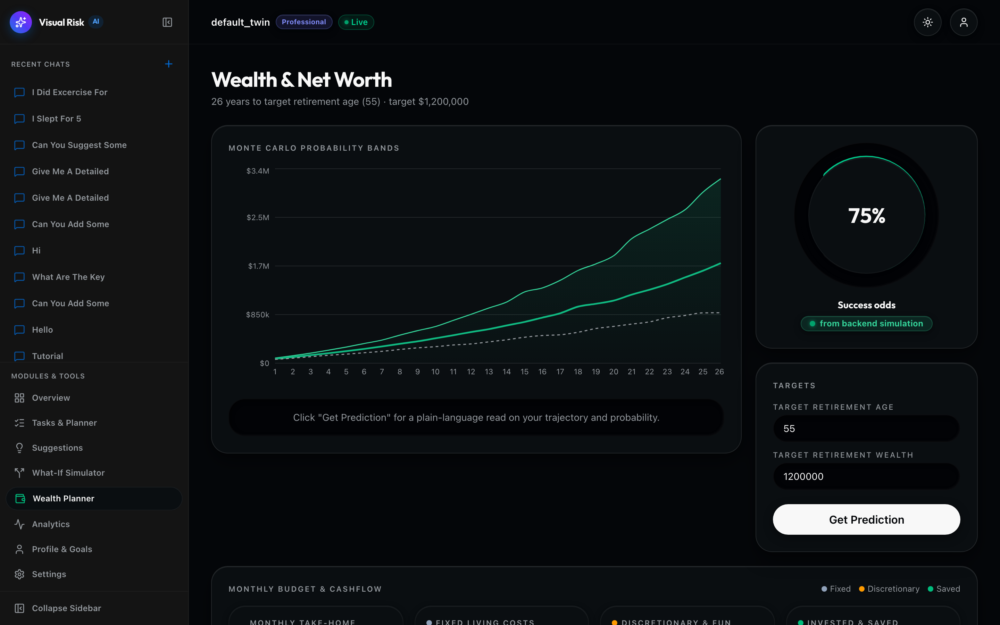 Visual Risk AI
RECENT CHATS
I Did Excercise For
I Slept For 5
Can You Suggest Some
Give Me A Detailed
Give Me A Detailed
Can You Add Some
Hi
What Are The Key
Can You Add Some
Hello
Tutorial
MODULES & TOOLS
Overview
Tasks & Planner
Suggestions
What-If Simulator
Wealth Planner
Analytics
Profile & Goals
Settings
Collapse Sidebar
default_twin Professional Live
Wealth & Net Worth
26 years to target retirement age (55) · target $1,200,000
MONTE CARLO PROBABILITY BANDS
$3.4M
$2.5M
$1.7M
$850k
$0
1 2 3 4 5 6 7 8 9 10 11 12 13 14 15 16 17 18 19 20 21 22 23 24 25 26
Click "Get Prediction" for a plain-language read on your trajectory and probability.
75%
Success odds
from backend simulation
TARGETS
TARGET RETIREMENT AGE
55
TARGET RETIREMENT WEALTH
1200000
Get Prediction
MONTHLY BUDGET & CASHFLOW
Fixed Discretionary Saved
MONTHLY TAKE-HOME
FIXED LIVING COSTS
DISCRETIONARY & FUN
INVESTED & SAVED